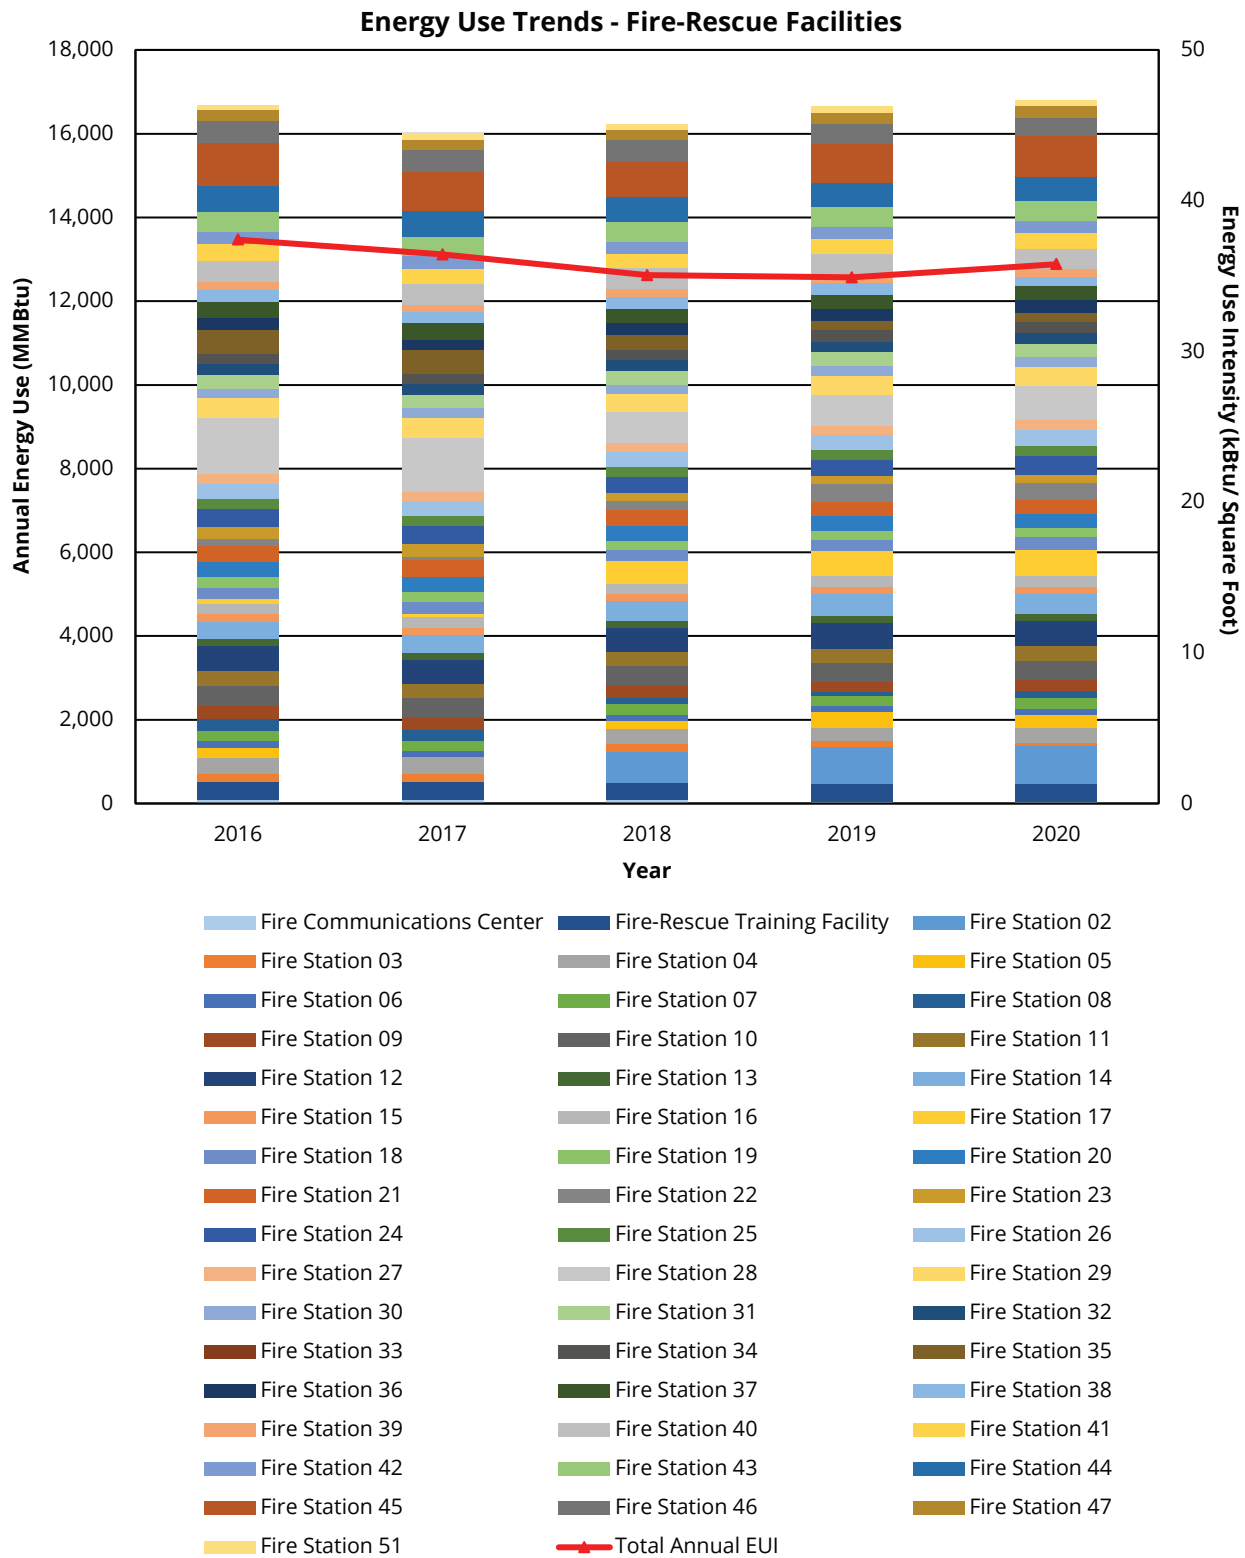 Energy Use Trends - Fire-Rescue Facilities
18,000
16,000
14,000
12,000
10,000
8,000
6,000
4,000
2,000
0
Annual Energy Use (MMBtu)
50
40
30
20
10
0
Energy Use Intensity (kBtu/ Square Foot)
2016 2017 2018 2019 2020
Year
Fire Communications Center Fire-Rescue Training Facility Fire Station 02
Fire Station 03 Fire Station 04 Fire Station 05
Fire Station 06 Fire Station 07 Fire Station 08
Fire Station 09 Fire Station 10 Fire Station 11
Fire Station 12 Fire Station 13 Fire Station 14
Fire Station 15 Fire Station 16 Fire Station 17
Fire Station 18 Fire Station 19 Fire Station 20
Fire Station 21 Fire Station 22 Fire Station 23
Fire Station 24 Fire Station 25 Fire Station 26
Fire Station 27 Fire Station 28 Fire Station 29
Fire Station 30 Fire Station 31 Fire Station 32
Fire Station 33 Fire Station 34 Fire Station 35
Fire Station 36 Fire Station 37 Fire Station 38
Fire Station 39 Fire Station 40 Fire Station 41
Fire Station 42 Fire Station 43 Fire Station 44
Fire Station 45 Fire Station 46 Fire Station 47
Fire Station 51 Total Annual EUI